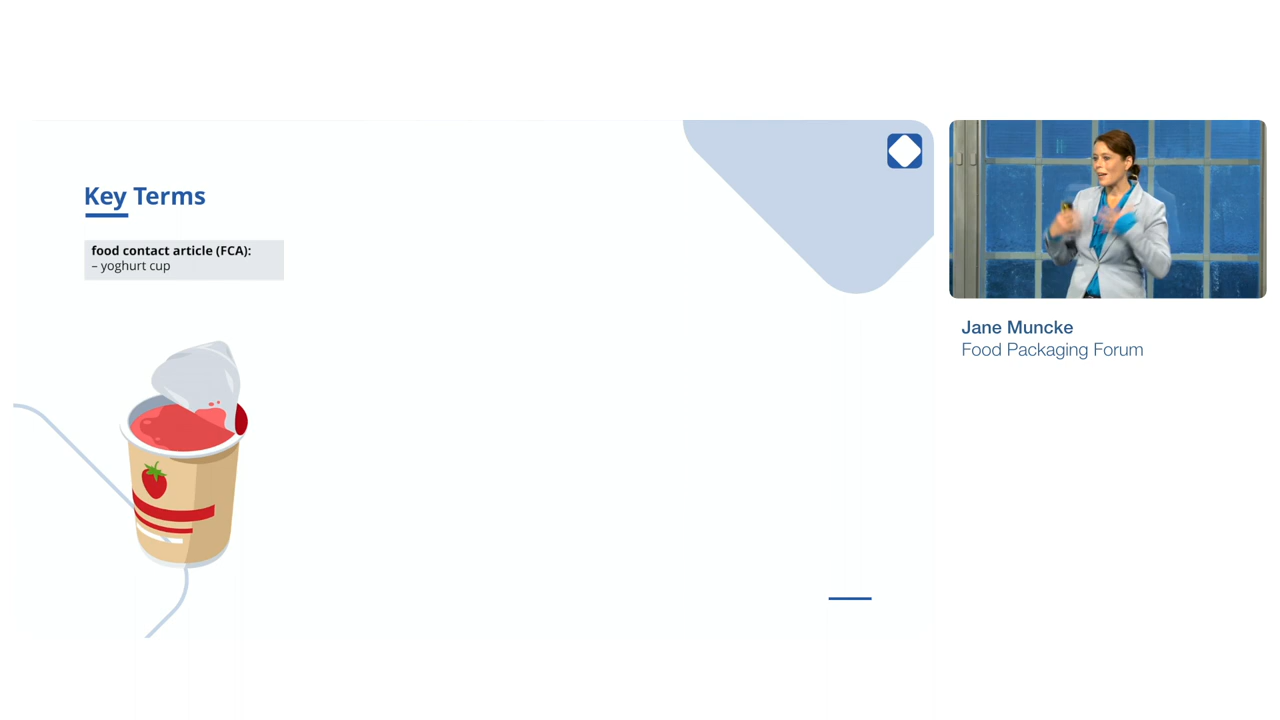 Key Terms
food contact article (FCA):
– yoghurt cup
Jane Muncke
Food Packaging Forum